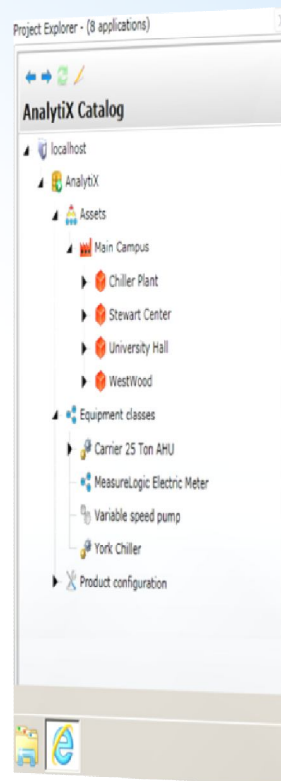 Project Explorer - (8 applications)
AnalytiX Catalog
localhost
AnalytiX
Assets
Main Campus
Chiller Plant
Stewart Center
University Hall
WestWood
Equipment classes
Carrier 25 Ton AHU
MeasureLogic Electric Meter
Variable speed pump
York Chiller
Product configuration